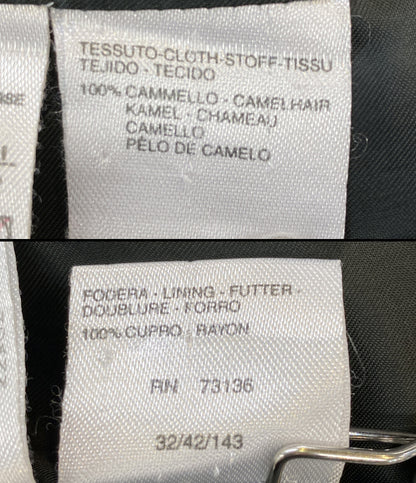 TESSUTO-CLOTH-STOFF-TISSU
TEJIDO - TECIDO
100% CAMMELLO - CAMELHAIR
KAMEL - CHAMEAU
CAMELLO
PÊLO DE CAMELO
FODERA - LINING - FUTTER -
DOUBLURE - FORRO
100% CUPRO - RAYON
RN 73136
32/42/143